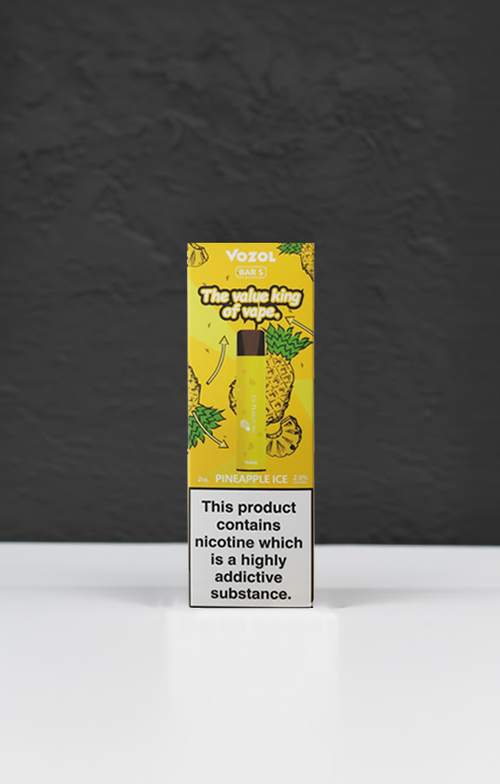 VOZOL
BAR S
The value king
of vape.
2mL PINEAPPLE ICE 2.0%
This product
contains
nicotine which
is a highly
addictive
substance.